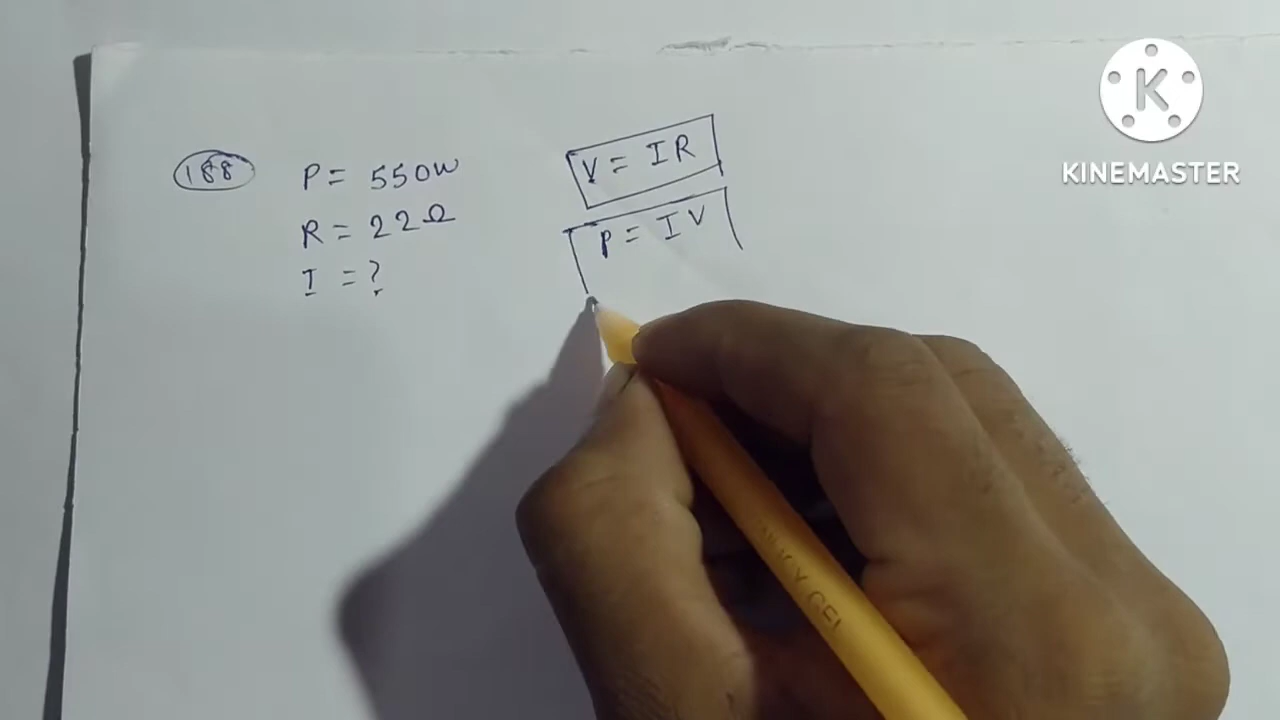 188 P = 550W
R = 22Ω
I = ?
V = IR
P = IV
K
KINEMASTER